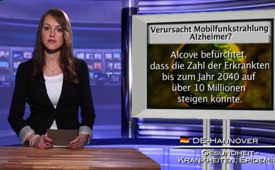 Verursacht Mobilfunkstrahlung
Alzheimer?
Alcove befürchtet,
dass die Zahl der Erkrankten
bis zum Jahr 2040 auf
über 10 Millionen
steigen könnte.
DE-HANNOVER
GESUNDHEIT -
KRANKHEITEN, EPIDEMI